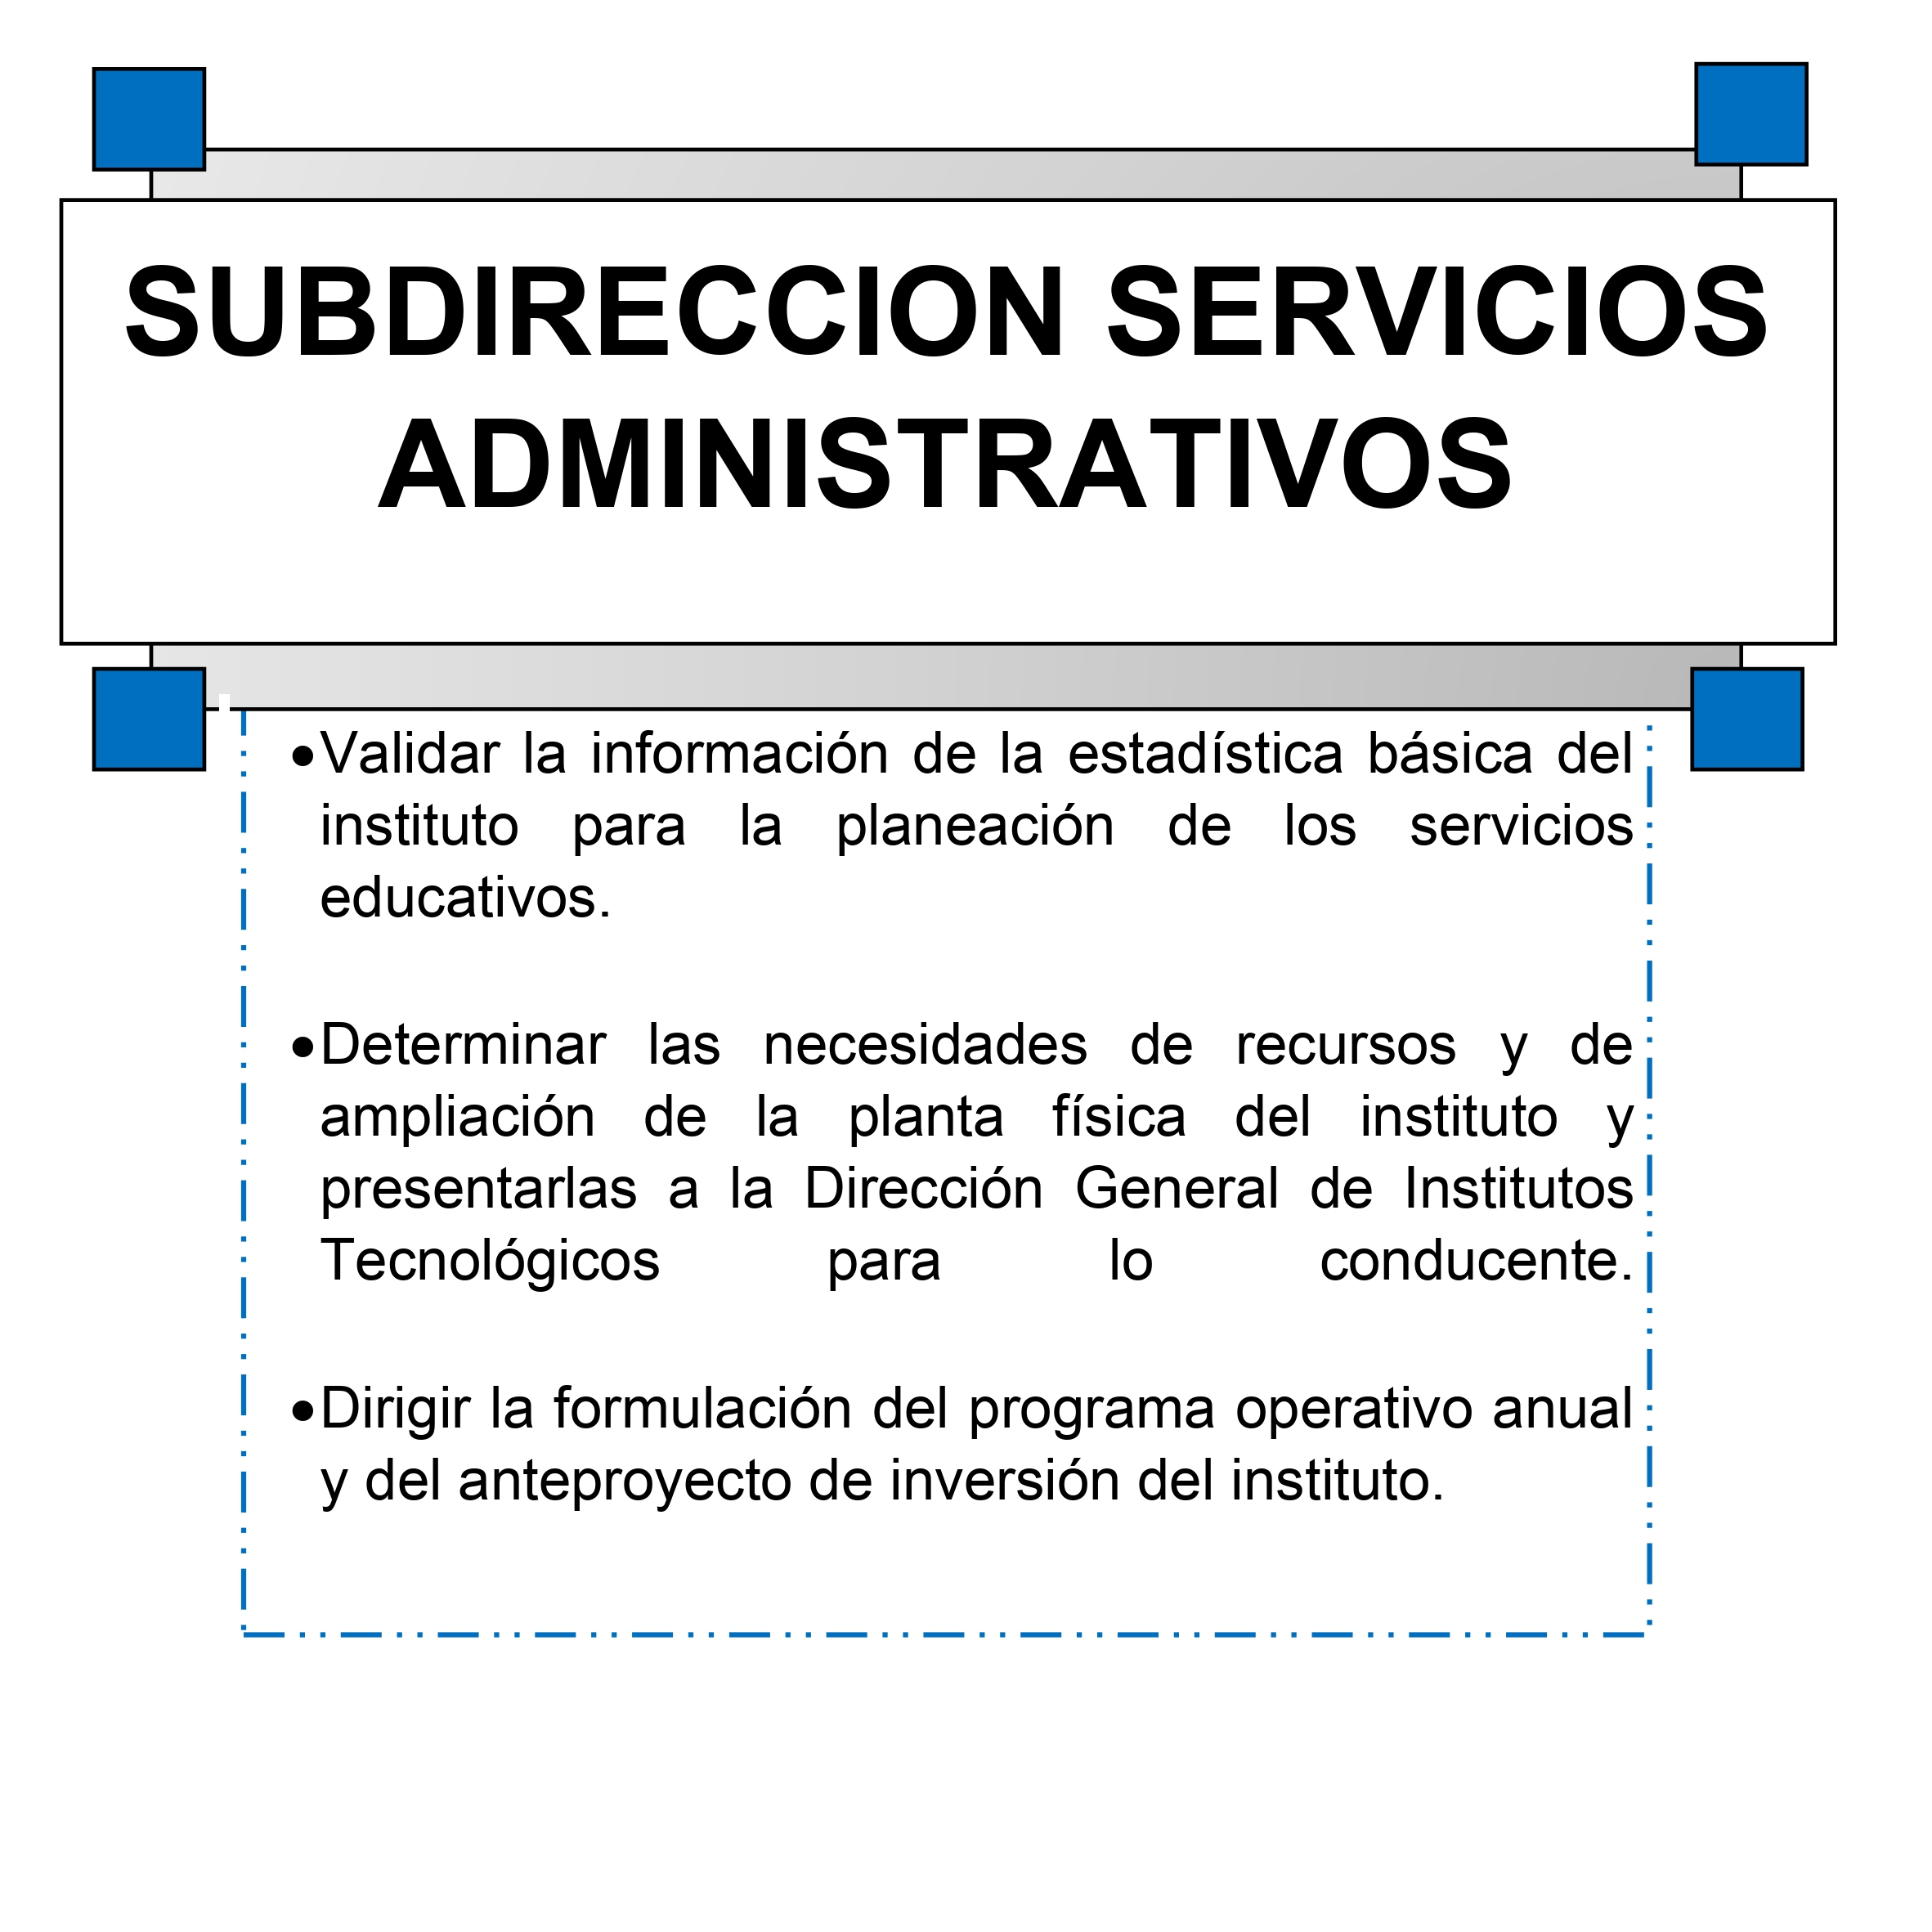 SUBDIRECCION SERVICIOS
ADMINISTRATIVOS
•Validar la información de la estadística básica del
instituto para la planeación de los servicios
educativos.
•Determinar las necesidades de recursos y de
ampliación de la planta física del instituto y
presentarlas a la Dirección General de Institutos
Tecnológicos para lo conducente.
•Dirigir la formulación del programa operativo anual
y del anteproyecto de inversión del instituto.